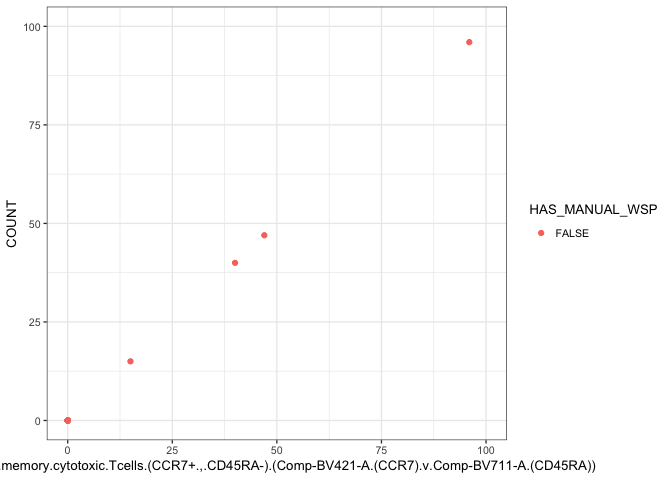 100
75
50
25
0
COUNT
0
25
50
75
100
.memory.cytotoxic.Tcells.(CCR7+.,.CD45RA-).(Comp-BV421-A.(CCR7).v.Comp-BV711-A.(CD45RA))
HAS_MANUAL_WSP
FALSE